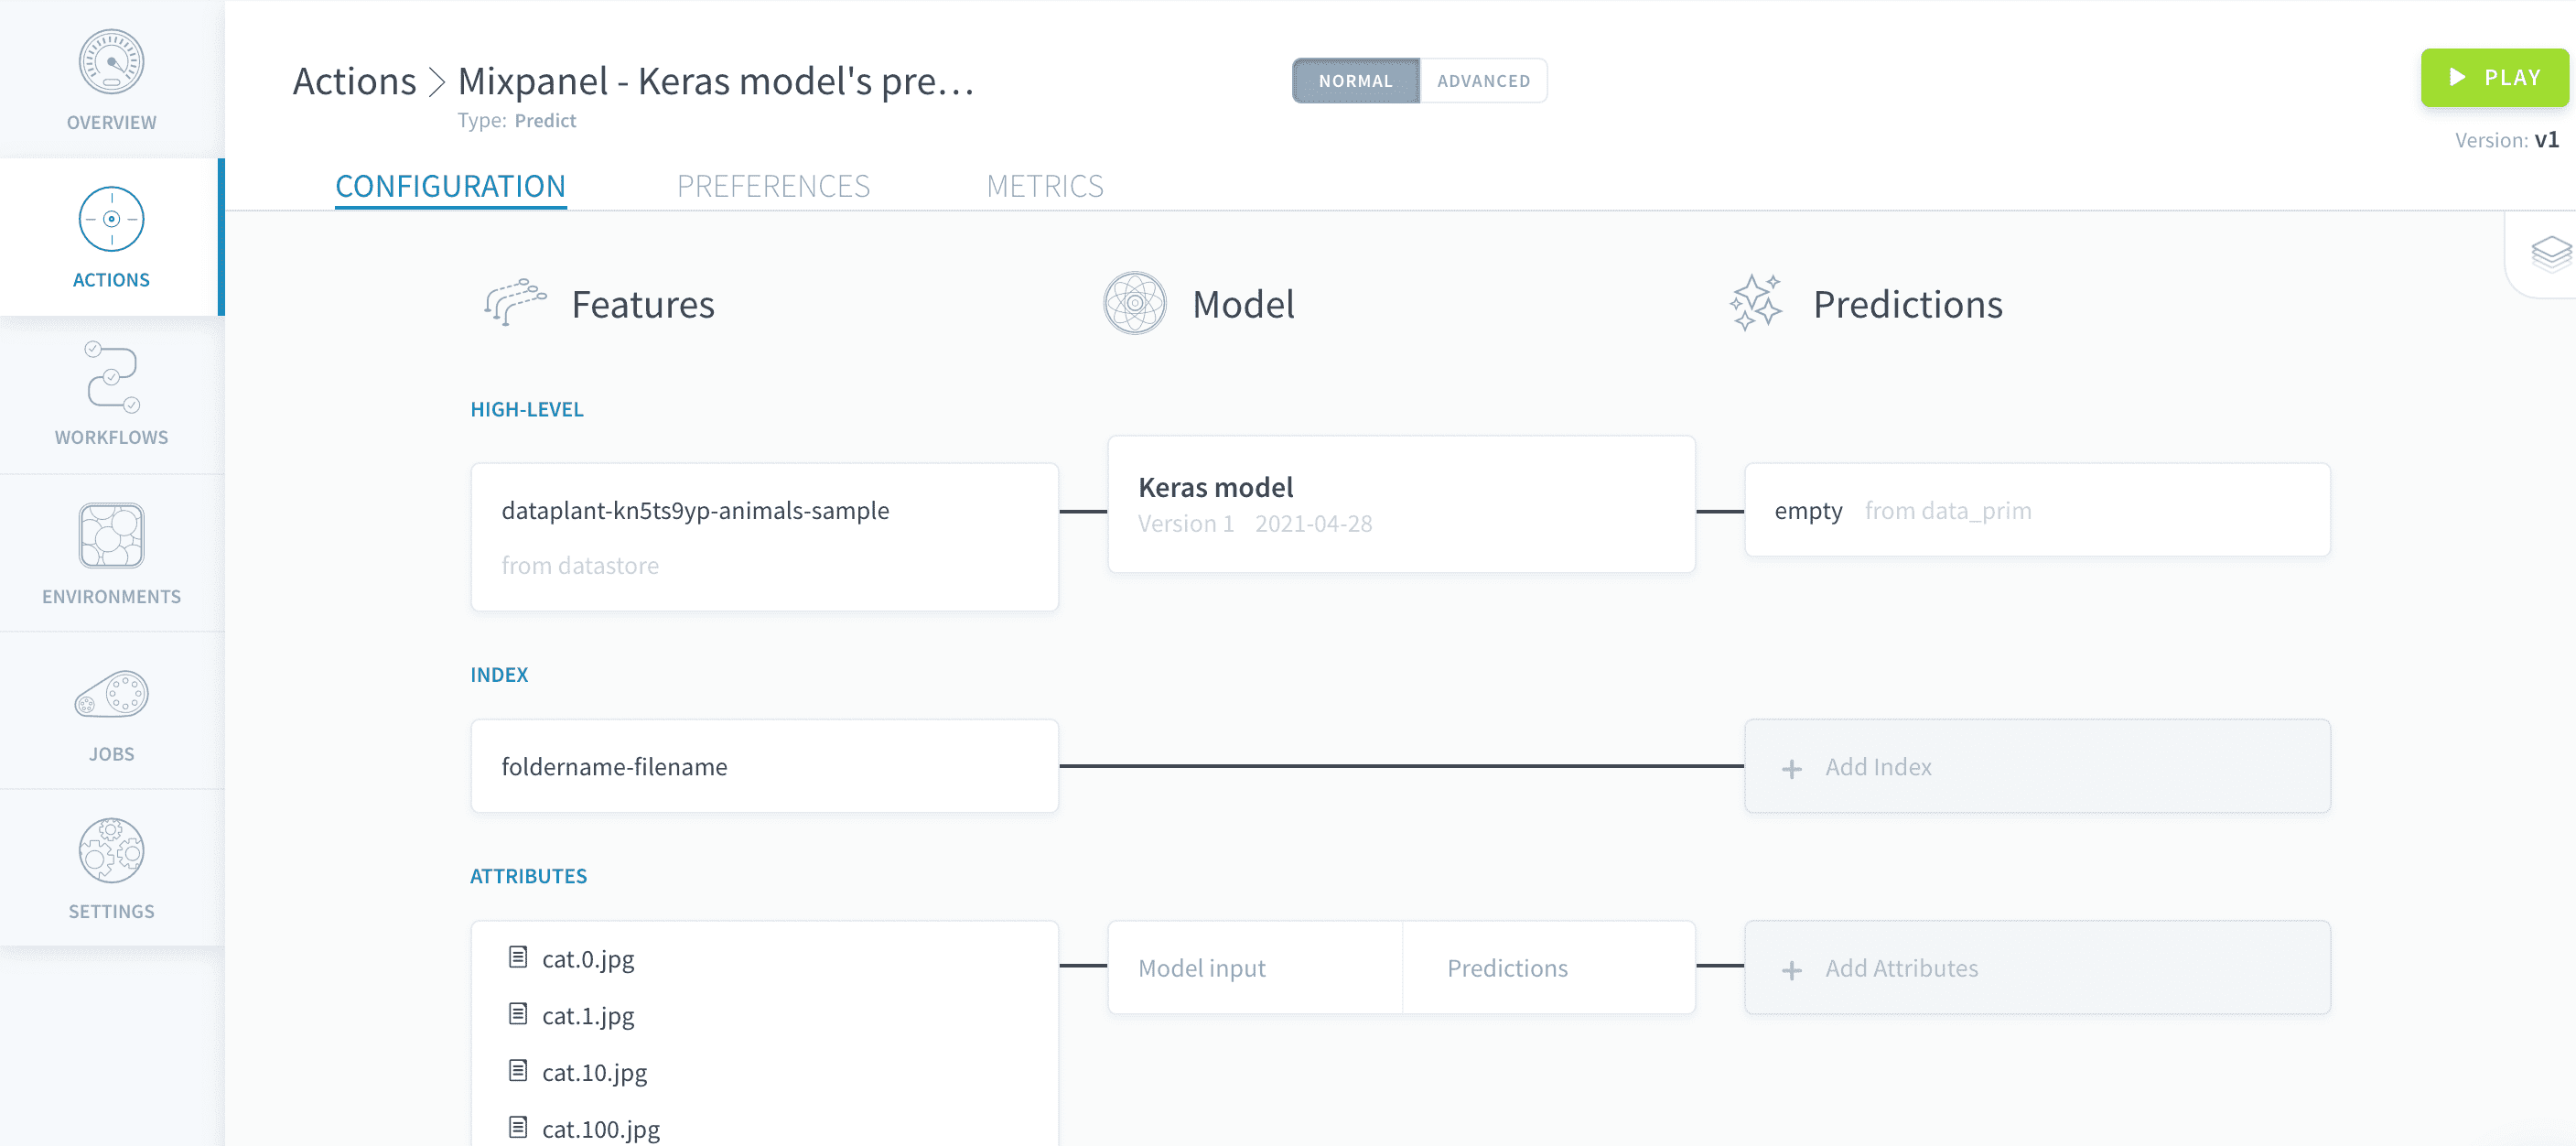 OVERVIEW
ACTIONS
WORKFLOWS
ENVIRONMENTS
JOBS
SETTINGS
Actions > Mixpanel - Keras model's pre...
Type: Predict
NORMAL ADVANCED
PLAY
Version: v1
CONFIGURATION PREFERENCES METRICS
Features Model Predictions
HIGH-LEVEL
dataplant-kn5ts9yp-animals-sample
from datastore
Keras model
Version 1 2021-04-28
empty from data_prim
INDEX
foldername-filename
+ Add Index
ATTRIBUTES
cat.0.jpg
cat.1.jpg
cat.10.jpg
cat.100.jpg
Model input Predictions
+ Add Attributes